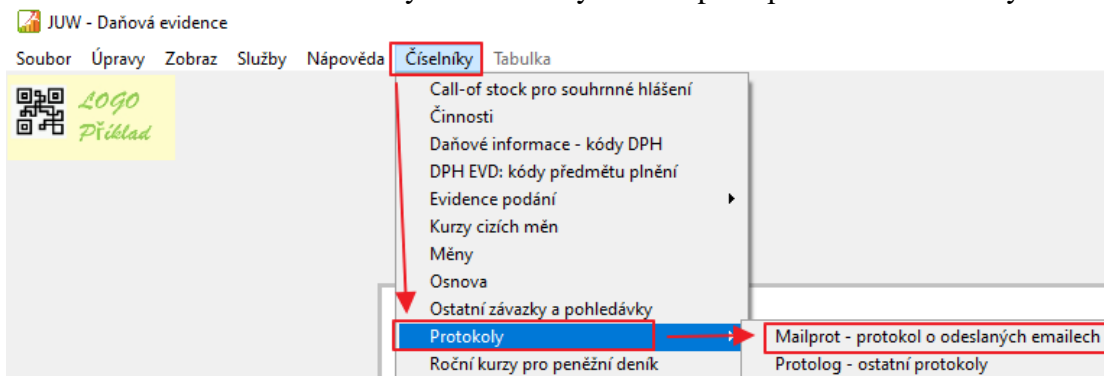 JUW - Daňová evidence
Soubor Úpravy Zobraz Služby Nápověda Číselníky Tabulka
LOGO
Příklad
Call-of stock pro souhrnné hlášení
Činnosti
Daňové informace - kódy DPH
DPH EVD: kódy předmětu plnění
Evidence podání
Kurzy cizích měn
Měny
Osnova
Ostatní závazky a pohledávky
Protokoly
Mailprot - protokol o odeslaných emailech
Roční kurzy pro peněžní deník
Protolog - ostatní protokoly